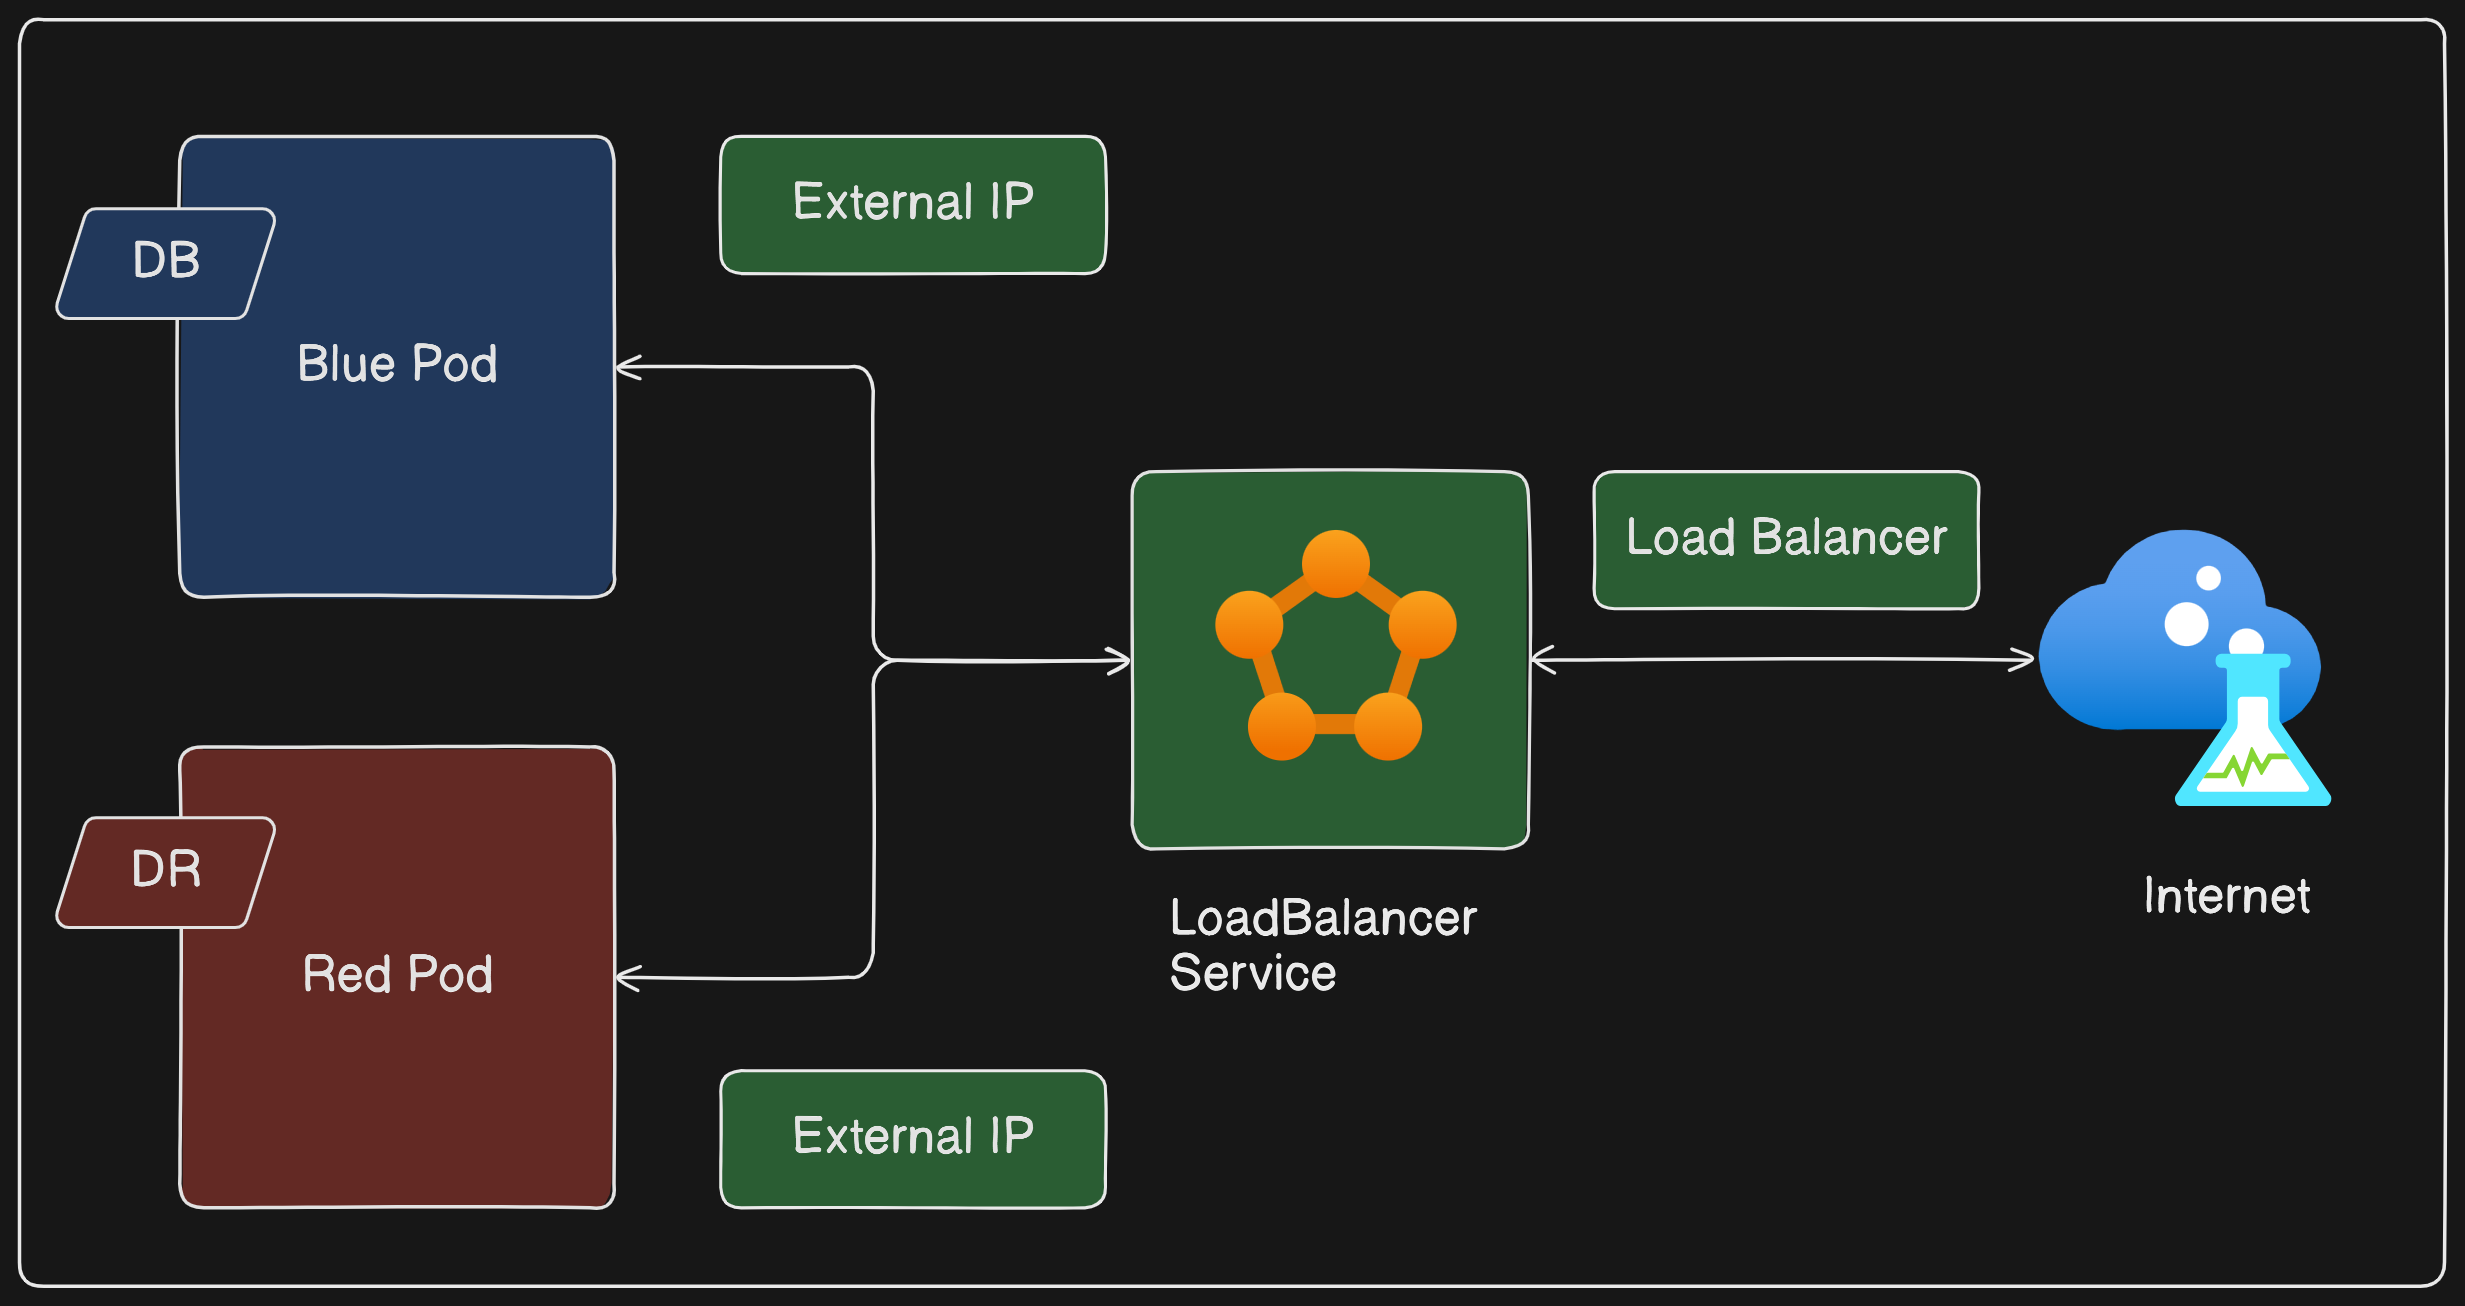 External IP
DB
Blue Pod
Load Balancer
LoadBalancer
Service
Internet
DR
Red Pod
External IP